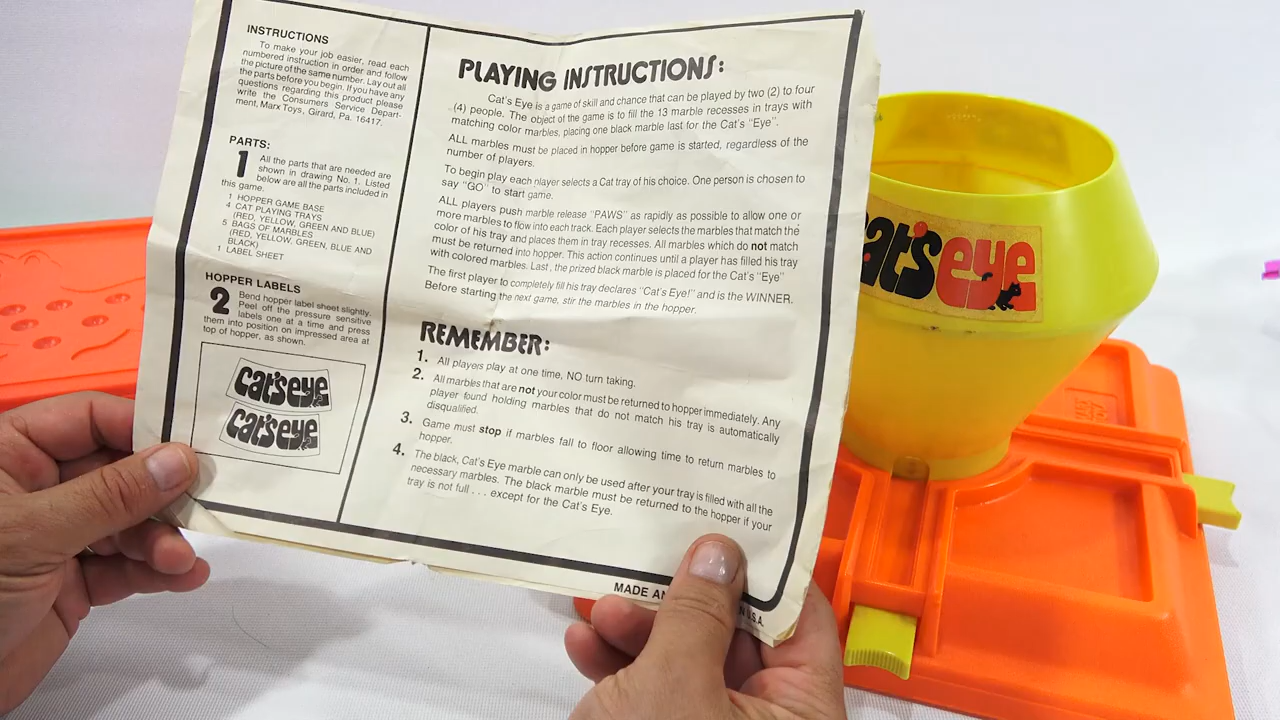 INSTRUCTIONS
To make your job easier, read each
numbered instruction in order and follow
the picture of the same number. Lay out all
the parts before you begin. If you have any
questions regarding this product please
write the Consumers Service Depart-
ment, Marx Toys, Girard, Pa. 16417.
PARTS:
1 All the parts that are needed are
shown in drawing No. 1. Listed
below are all the parts included in
this game.
1 HOPPER GAME BASE
4 CAT PLAYING TRAYS
(RED, YELLOW, GREEN AND BLUE)
5 BAGS OF MARBLES
(RED, YELLOW, GREEN, BLUE AND
BLACK)
1 LABEL SHEET
HOPPER LABELS
2 Bend hopper label sheet slightly.
Peel off the pressure sensitive
labels one at a time and press
them into position on impressed area at
top of hopper, as shown.
Cat's eye
Cat's eye
PLAYING INSTRUCTIONS:
Cat's Eye is a game of skill and chance that can be played by two (2) to four
(4) people. The object of the game is to fill the 13 marble recesses in trays with
matching color marbles, placing one black marble last for the Cat's "Eye".
ALL marbles must be placed in hopper before game is started, regardless of the
number of players.
To begin play each player selects a Cat tray of his choice. One person is chosen to
say "GO" to start game.
ALL players push marble release "PAWS" as rapidly as possible to allow one or
more marbles to flow into each track. Each player selects the marbles that match the
color of his tray and places them in tray recesses. All marbles which do not match
must be returned into hopper. This action continues until a player has filled his tray
with colored marbles. Last, the prized black marble is placed for the Cat's "Eye"
The first player to completely fill his tray declares "Cat's Eye!" and is the WINNER.
Before starting the next game, stir the marbles in the hopper.
REMEMBER:
1. All players play at one time, NO turn taking.
2. All marbles that are not your color must be returned to hopper immediately. Any
player found holding marbles that do not match his tray is automatically
disqualified.
3. Game must stop if marbles fall to floor allowing time to return marbles to
hopper.
4. The black, Cat's Eye marble can only be used after your tray is filled with all the
necessary marbles. The black marble must be returned to the hopper if your
tray is not full . . . except for the Cat's Eye.
MADE AN
N U.S.A.
cat's eye